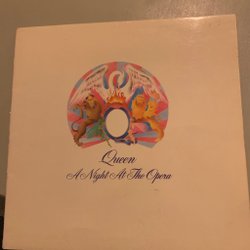 Queen
A Night At The Opera